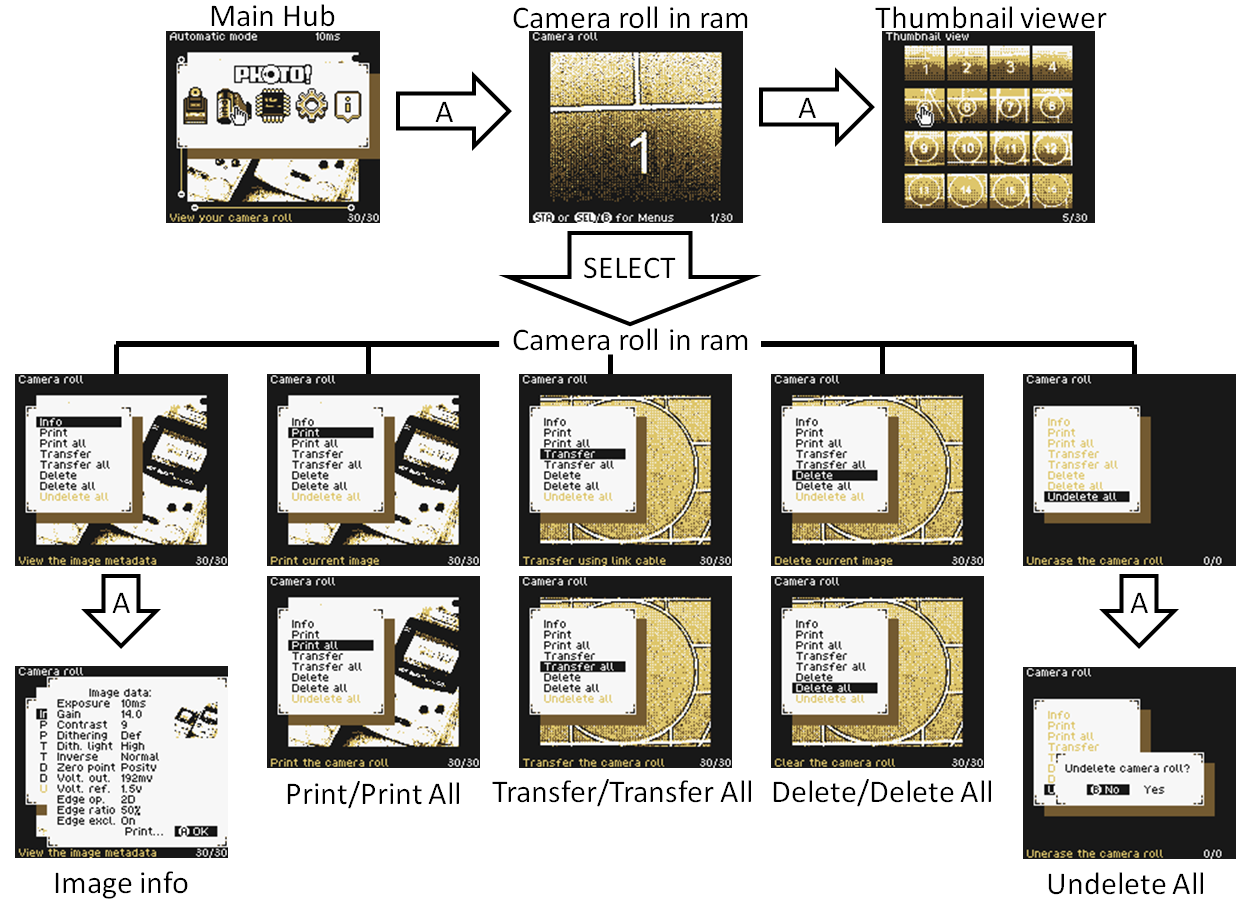 Main Hub
Camera roll in ram
Thumbnail viewer
Automatic mode 10ms
PHOTO!
View your camera roll 30/30
A
Camera roll
1
STA or SEL/B for Menus 1/30
A
Thumbnail view
1 2 3 4
8 7 6
9 10 11 12
13 14 15
5/30
SELECT
Camera roll in ram
Camera roll
Info
Print
Print all
Transfer
Transfer all
Delete
Delete all
Undelete all
View the image metadata 30/30
Camera roll
Info
Print
Print all
Transfer
Transfer all
Delete
Delete all
Undelete all
Print current image 30/30
Camera roll
Info
Print
Print all
Transfer
Transfer all
Delete
Delete all
Undelete all
Transfer using link cable 30/30
Camera roll
Info
Print
Print all
Transfer
Transfer all
Delete
Delete all
Undelete all
Delete current image 30/30
Camera roll
Info
Print
Print all
Transfer
Transfer all
Delete
Delete all
Undelete all
Unerase the camera roll 0/0
A
Camera roll
Info
Print
Print all
Transfer
Transfer all
Delete
Delete all
Undelete all
Print the camera roll 30/30
Camera roll
Info
Print
Print all
Transfer
Transfer all
Delete
Delete all
Undelete all
Transfer the camera roll 30/30
Camera roll
Info
Print
Print all
Transfer
Transfer all
Delete
Delete all
Undelete all
Clear the camera roll 30/30
A
Camera roll
Image data:
Exposure 10ms
Gain 14.0
Contrast 9
Dithering Def
Dith. light High
Inverse Normal
Zero point Positv
Volt. out. 192mv
Volt. ref. 1.5v
Edge op. 2D
Edge ratio 50%
Edge excl. On
Print... A OK
In
P
P
T
T
D
D
U
View the image metadata 30/30
Camera roll
Info
Print
Print all
Transfer
T
D
D
U
Undelete camera roll?
B No Yes
Unerase the camera roll 0/0
Print/Print All
Transfer/Transfer All
Delete/Delete All
Image info
Undelete All